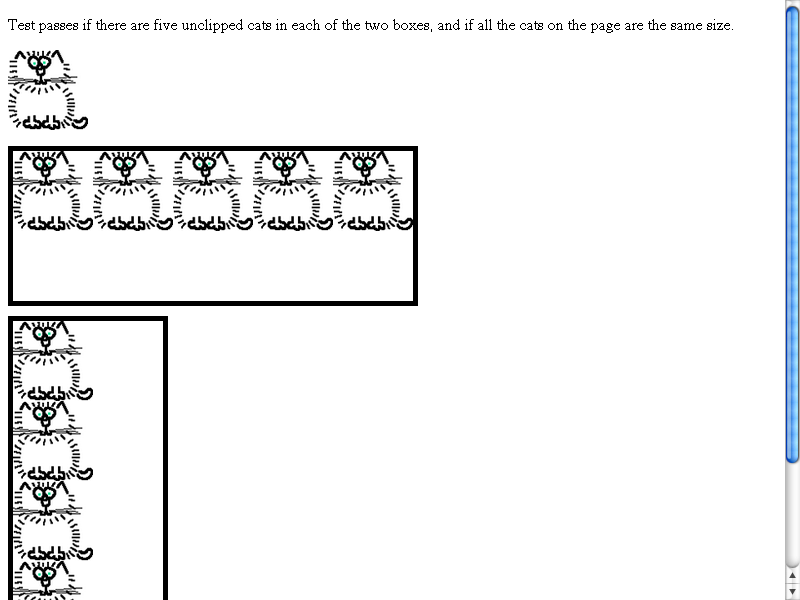 Test passes if there are five unclipped cats in each of the two boxes, and if all the cats on the page are the same size.